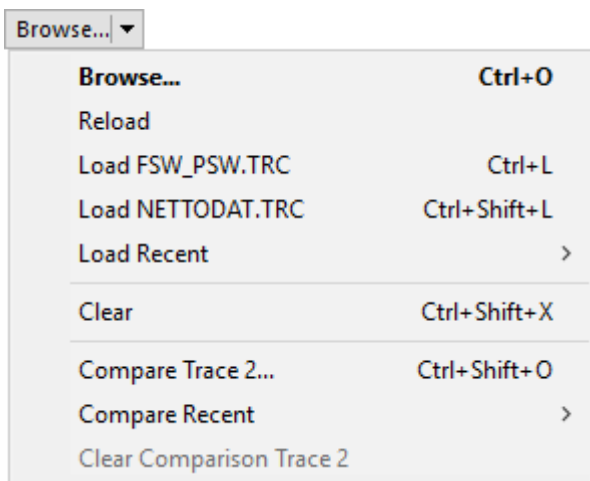 Browse...
Browse... Ctrl+O
Reload
Load FSW_PSW.TRC Ctrl+L
Load NETTODAT.TRC Ctrl+Shift+L
Load Recent
Clear Ctrl+Shift+X
Compare Trace 2... Ctrl+Shift+O
Compare Recent
Clear Comparison Trace 2